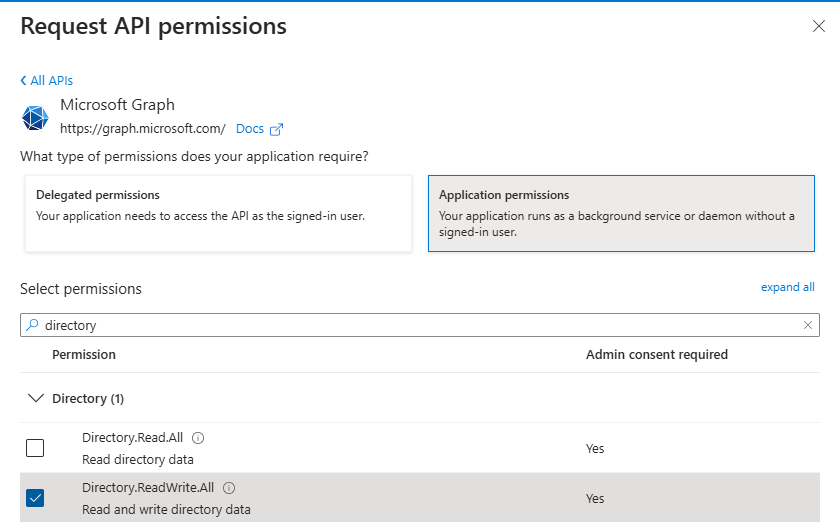 Request API permissions
All APIs
Microsoft Graph
https://graph.microsoft.com/ Docs
What type of permissions does your application require?
Delegated permissions
Your application needs to access the API as the signed-in user.
Application permissions
Your application runs as a background service or daemon without a
signed-in user.
Select permissions
expand all
directory
Permission
Admin consent required
Directory (1)
Directory.Read.All
Read directory data
Yes
Directory.ReadWrite.All
Read and write directory data
Yes